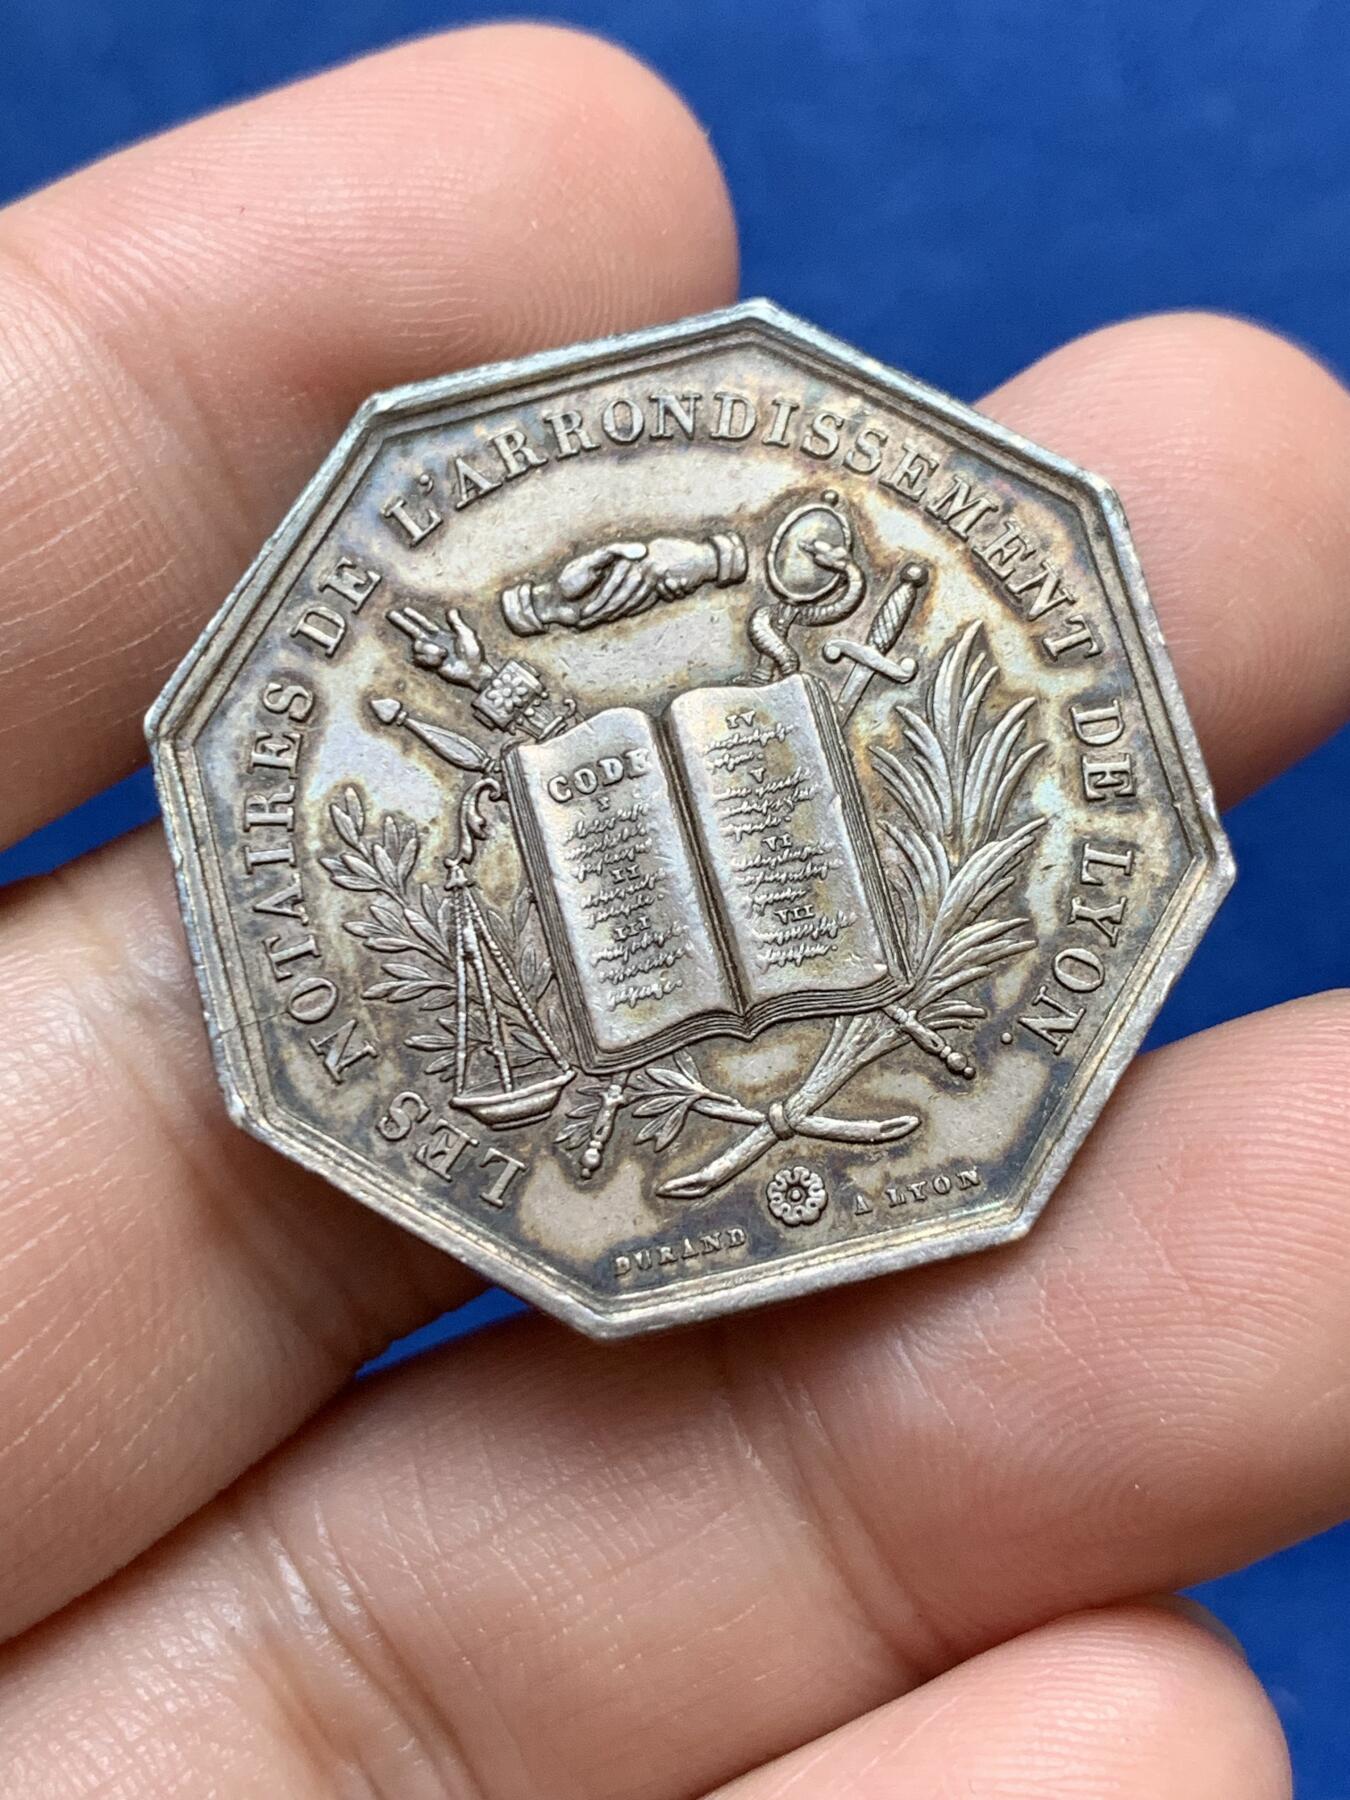 LES NOTAIRES DE L'ARRONDISSEMENT DE LYON.
CODE
I
II
III
IV
V
VI
VII
DURAND A LYON